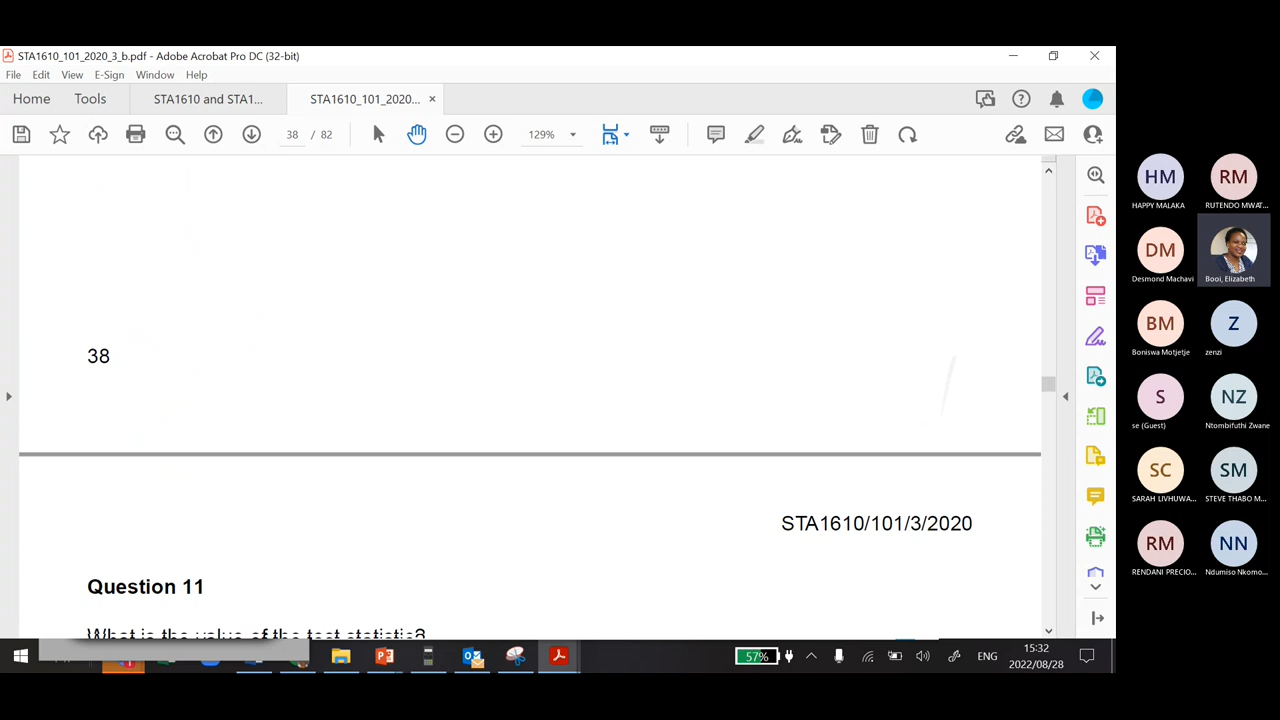 STA1610_101_2020_3_b.pdf - Adobe Acrobat Pro DC (32-bit)
File Edit View E-Sign Window Help
Home Tools STA1610 and STA1... STA1610_101_2020...
38 / 82 129%
38
STA1610/101/3/2020
Question 11
What is the value of the test statistic?
HM RM
HAPPY MALAKA RUTENDO MWAT...
DM
Desmond Machavi Booi, Elizabeth
BM Z
Boniswa Motjetje zenzi
S NZ
se (Guest) Ntombifuthi Zwane
SC SM
SARAH LIVHUWA... STEVE THABO M...
RM NN
RENDANI PRECIO... Ndumiso Nkomo...
57% ENG 15:32
2022/08/28